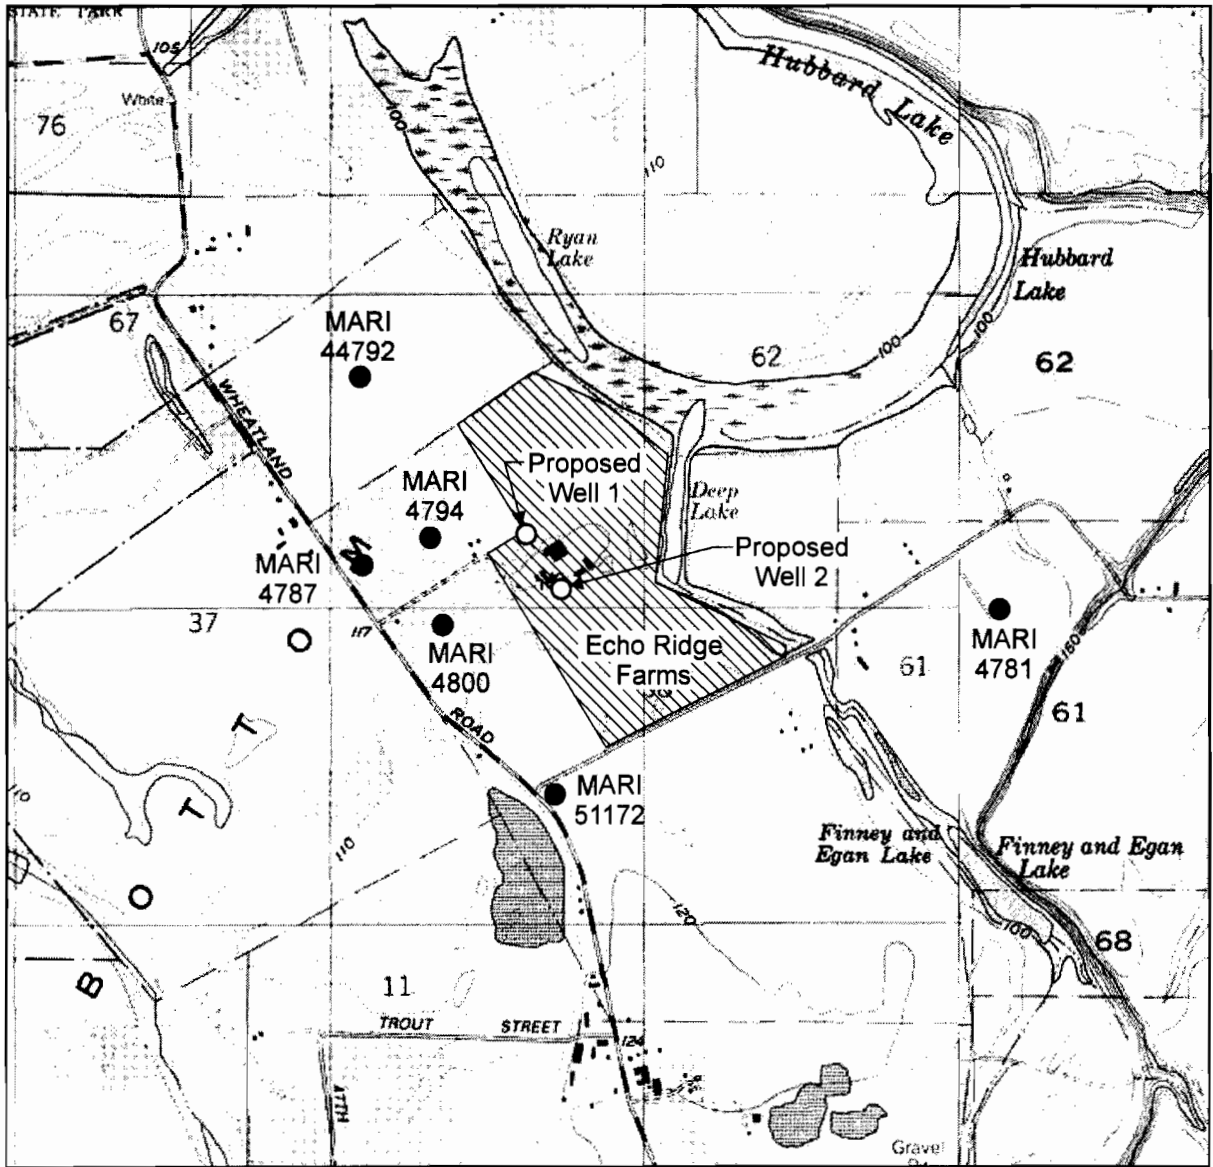 STATE PARK
105
White
76
100
Hubbard Lake
110
Ryan
Lake
Hubbard
Lake
67
MARI
44792
62
100
100
62
WHEATLAND
Proposed
Well 1
MARI
4794
Deep
Lake
M
Proposed
Well 2
MARI
4787
MARI
4781
37
117
MARI
4800
Echo Ridge
Farms
61
150
61
O
T
ROAD
T
MARI
51172
110
110
Finney and
Egan Lake
Finney and Egan
Lake
O
120
100
68
B
11
TROUT STREET
124
Gravel